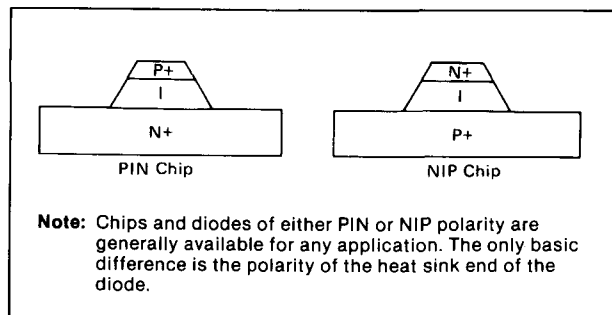 P+
I
N+
PIN Chip
N+
I
P+
NIP Chip
Note: Chips and diodes of either PIN or NIP polarity are
generally available for any application. The only basic
difference is the polarity of the heat sink end of the
diode.